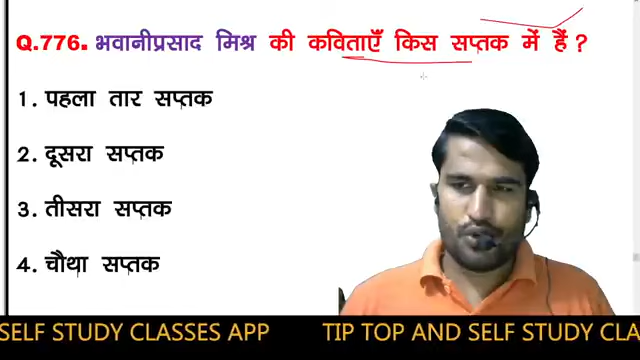 Q.776. भवानीप्रसाद मिश्र की कविताएँ किस सप्तक में हैं ?
1. पहला तार सप्तक
2. दूसरा सप्तक
3. तीसरा सप्तक
4. चौथा सप्तक
SELF STUDY CLASSES APP TIP TOP AND SELF STUDY CLA